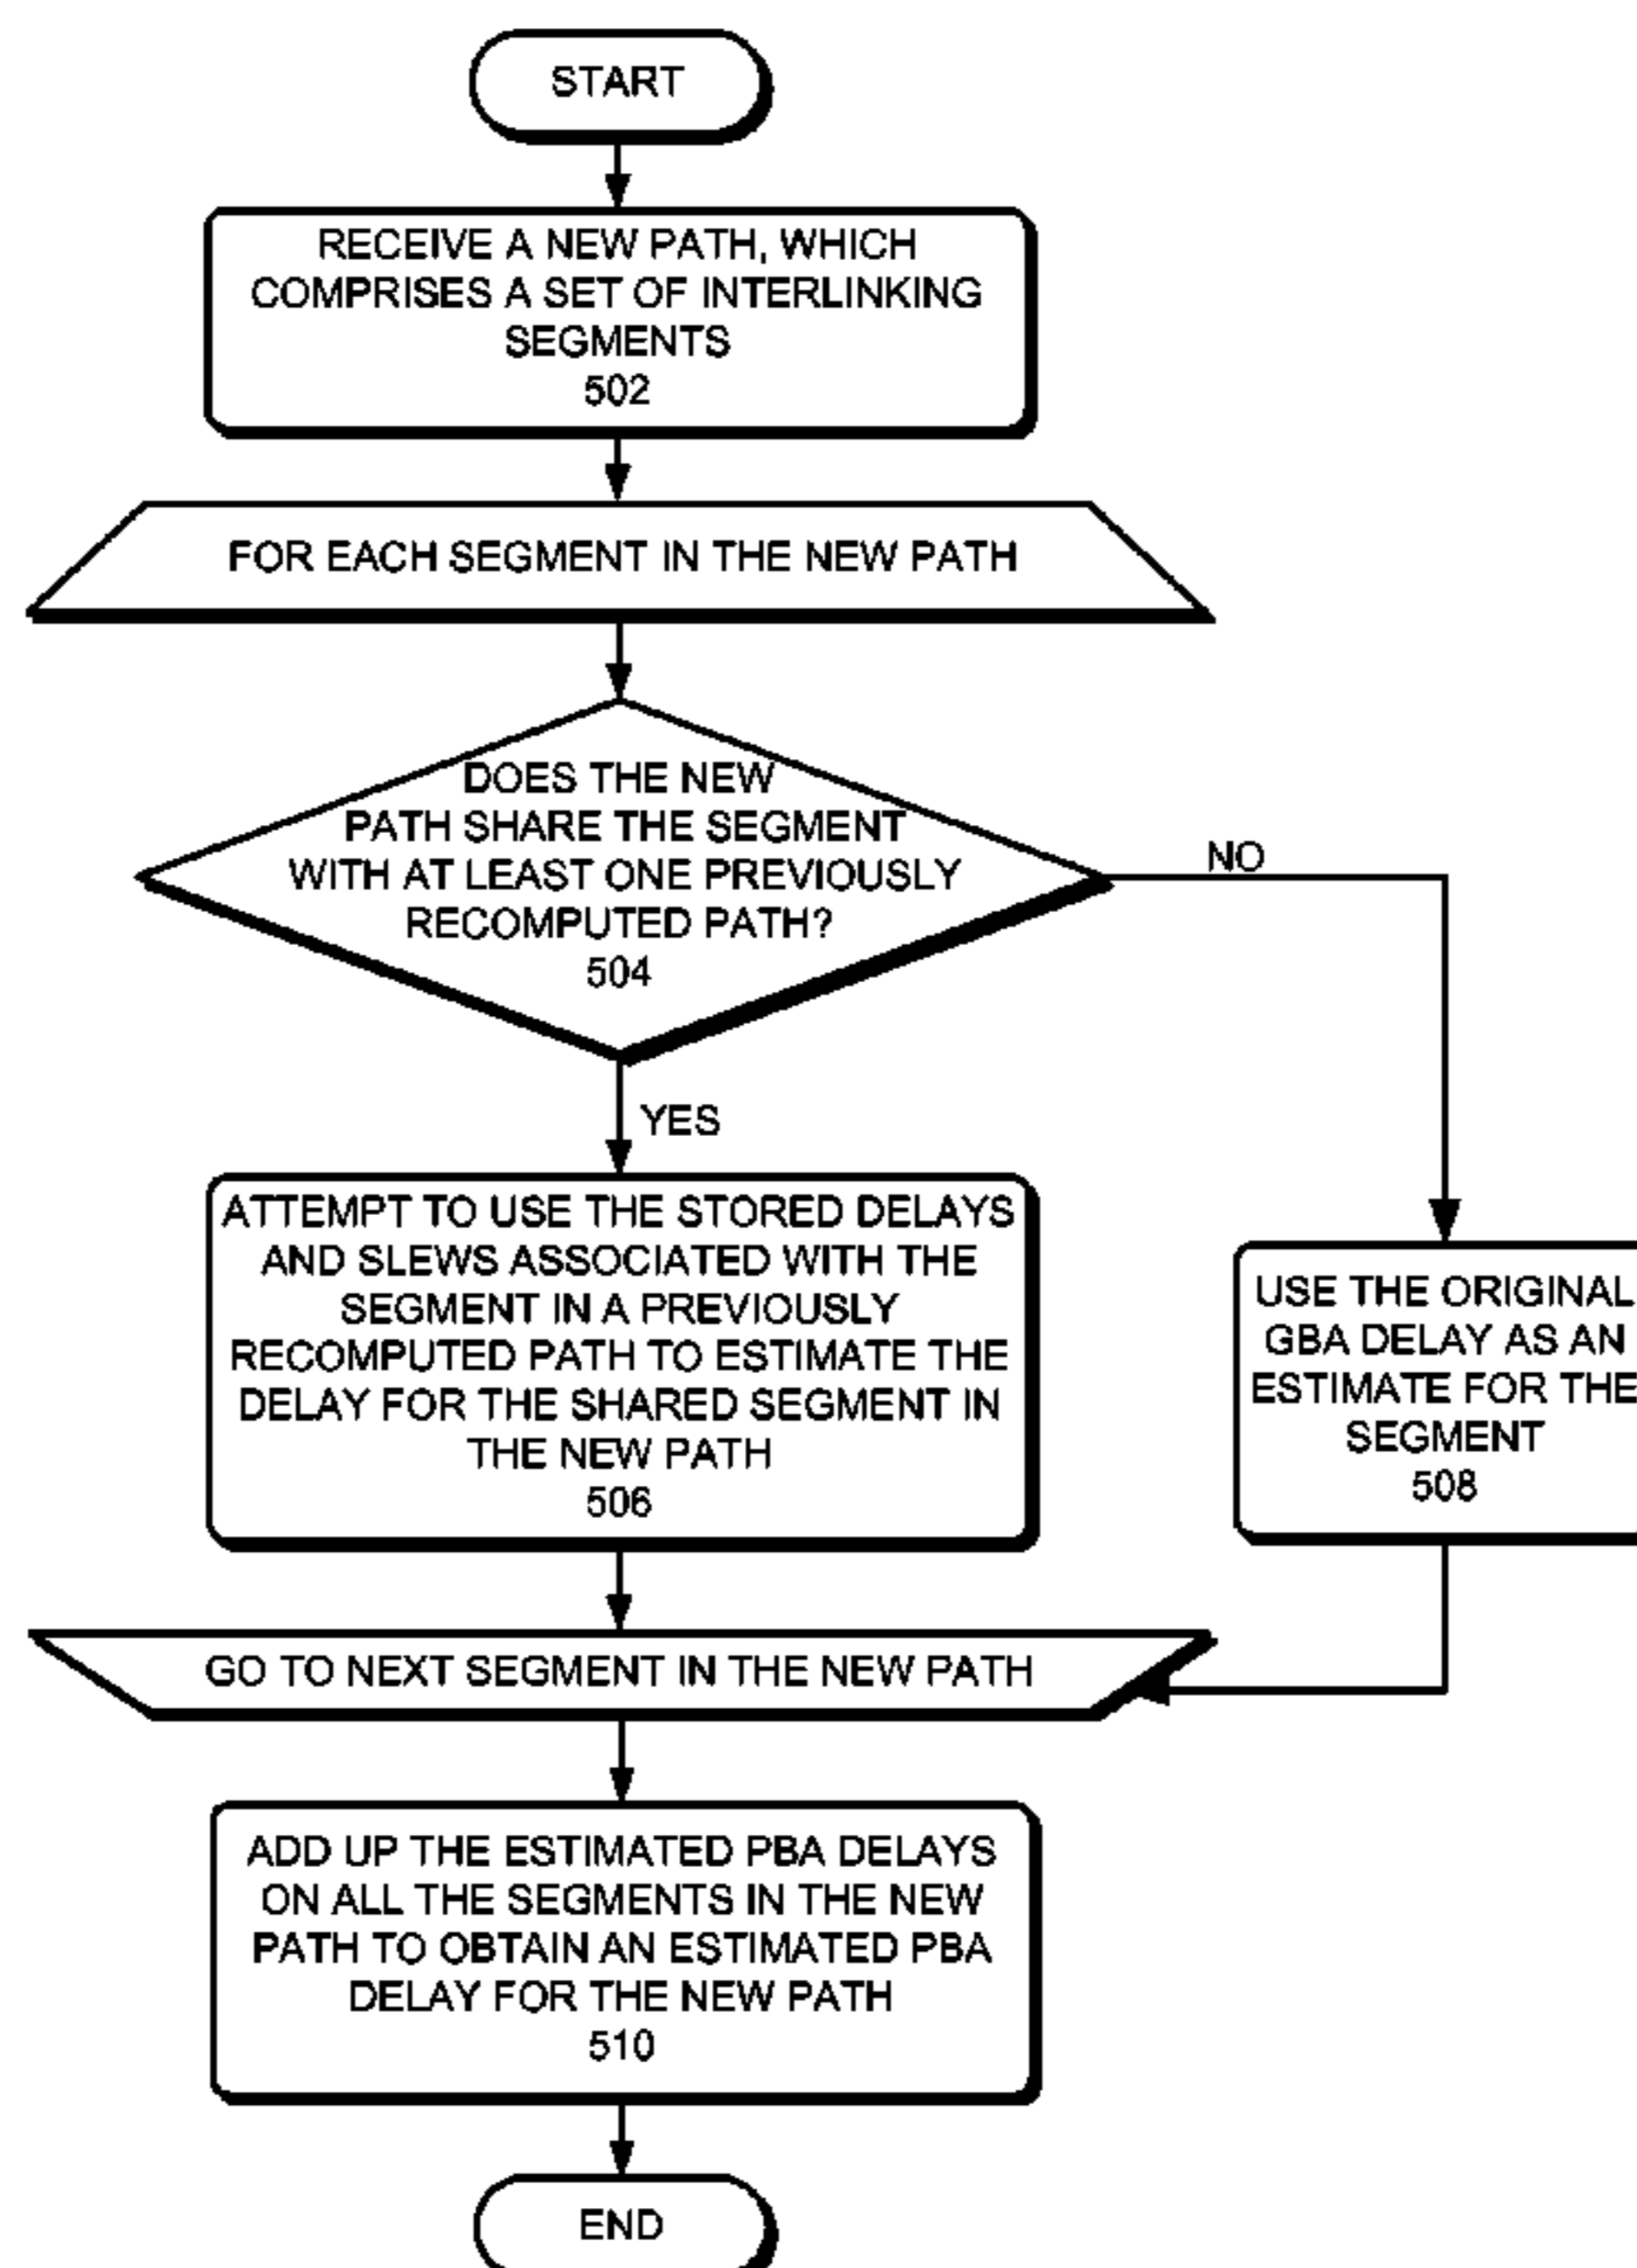 START
RECEIVE A NEW PATH, WHICH
COMPRISES A SET OF INTERLINKING
SEGMENTS
502
FOR EACH SEGMENT IN THE NEW PATH
DOES THE NEW
PATH SHARE THE SEGMENT
WITH AT LEAST ONE PREVIOUSLY
RECOMPUTED PATH?
504
NO
YES
ATTEMPT TO USE THE STORED DELAYS
AND SLEWS ASSOCIATED WITH THE
SEGMENT IN A PREVIOUSLY
RECOMPUTED PATH TO ESTIMATE THE
DELAY FOR THE SHARED SEGMENT IN
THE NEW PATH
506
USE THE ORIGINAL
GBA DELAY AS AN
ESTIMATE FOR THE
SEGMENT
508
GO TO NEXT SEGMENT IN THE NEW PATH
ADD UP THE ESTIMATED PBA DELAYS
ON ALL THE SEGMENTS IN THE NEW
PATH TO OBTAIN AN ESTIMATED PBA
DELAY FOR THE NEW PATH
510
END